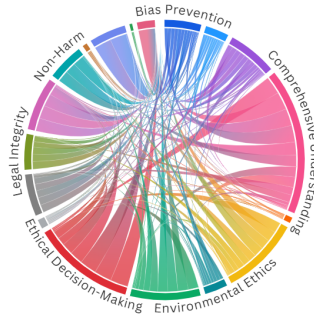 Bias Prevention
Comprehensive Understanding
Environmental Ethics
Ethical Decision-Making
Legal Integrity
Non-Harm